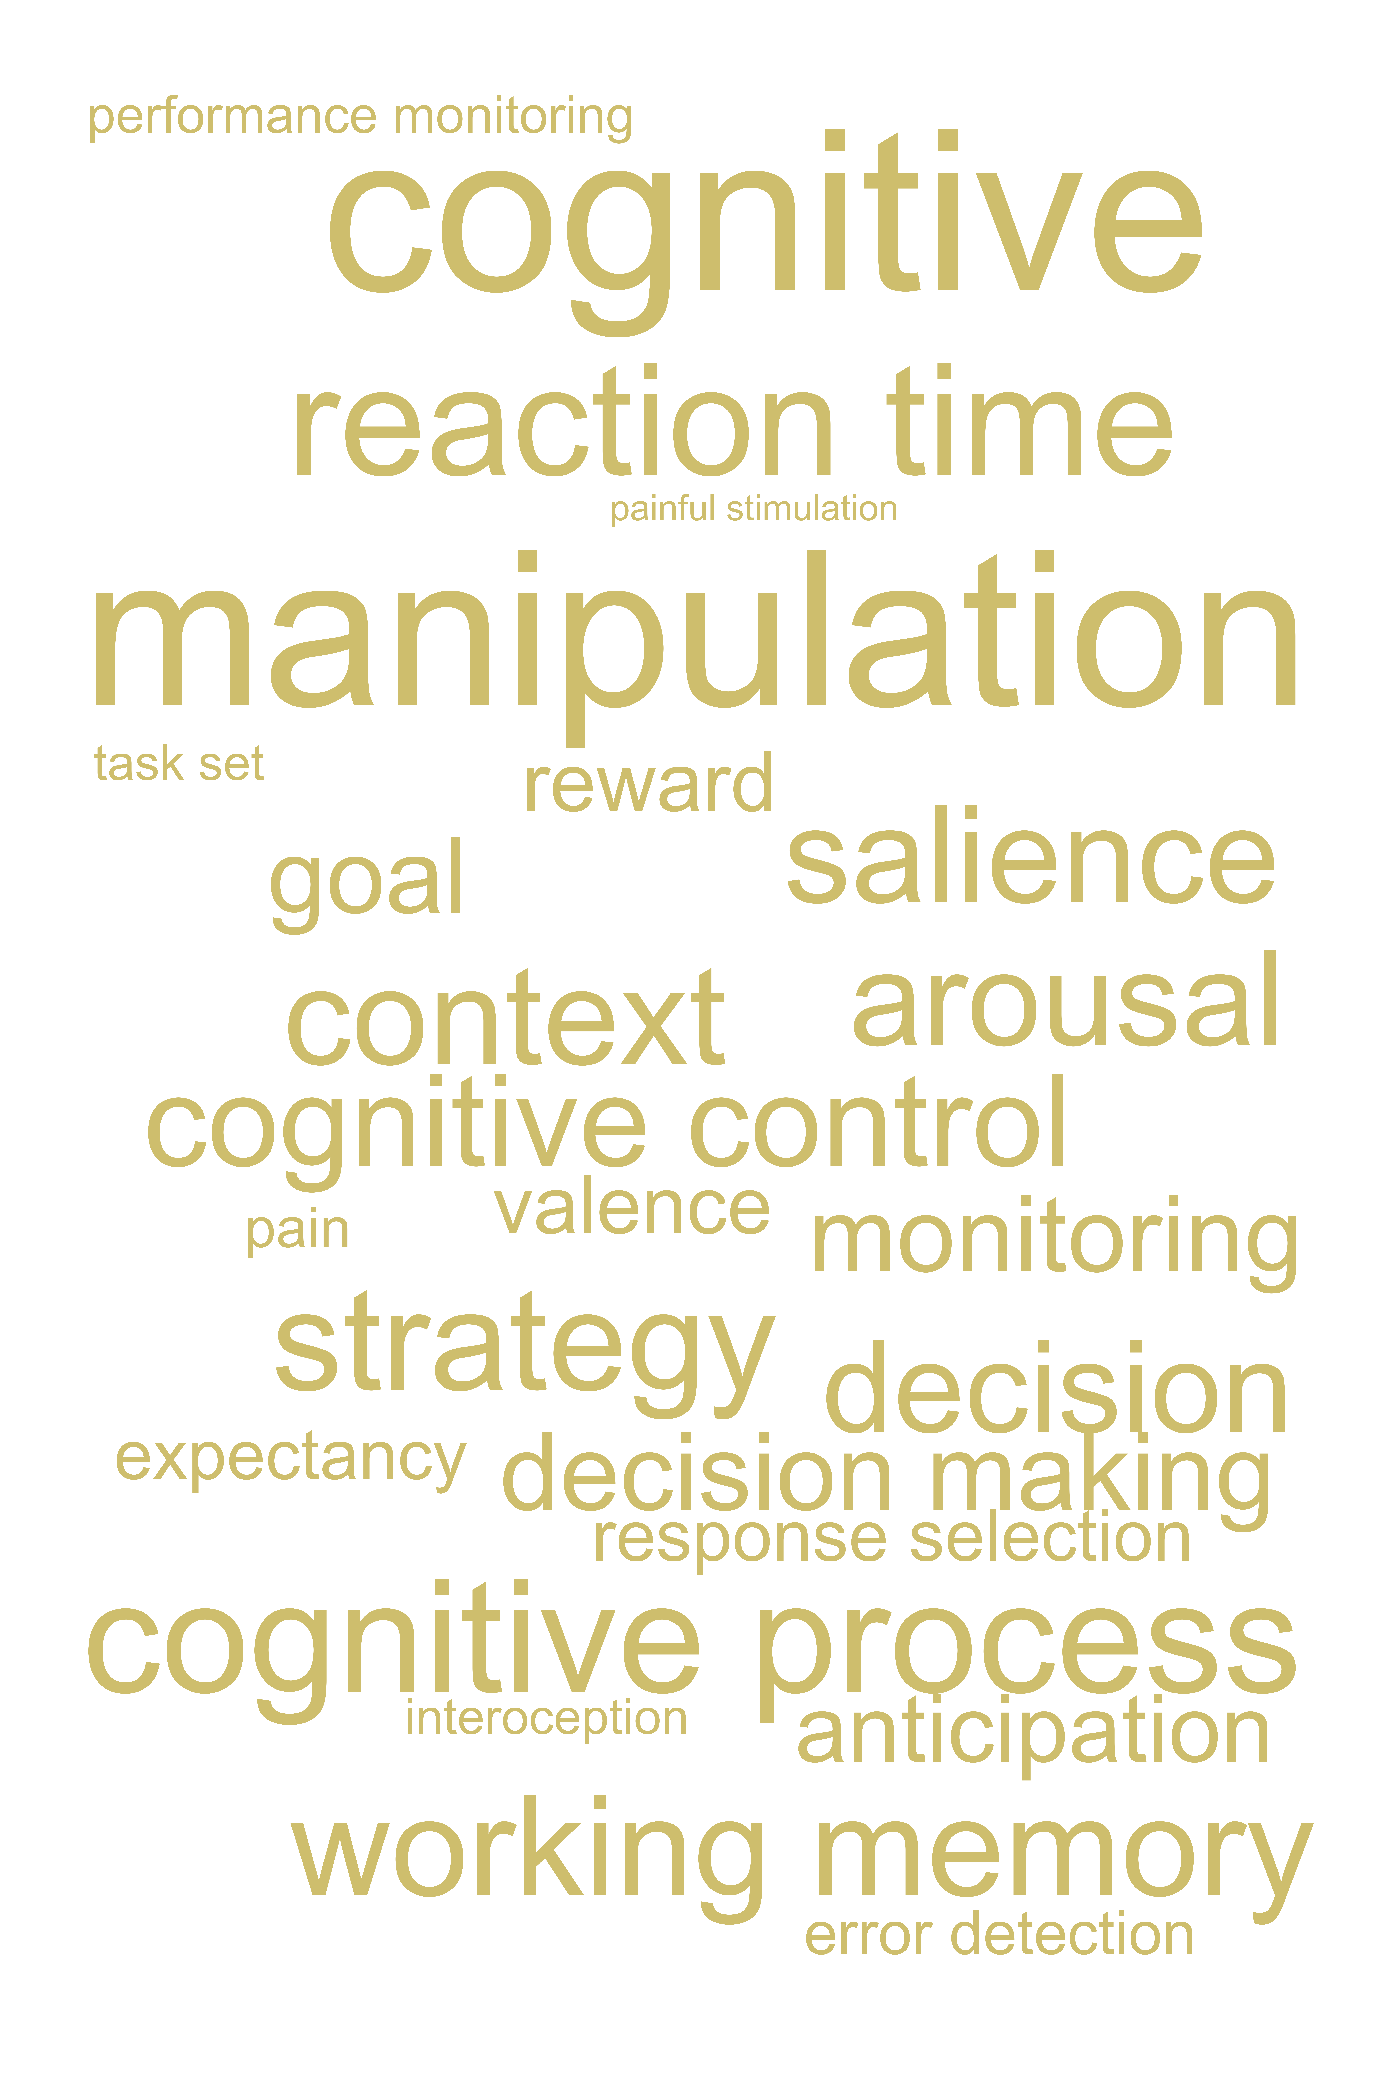 performance monitoring
cognitive
reaction time
painful stimulation
manipulation
task set
reward
salience
goal
arousal
context
cognitive control
valence
pain
monitoring
strategy
decision
expectancy
decision making
response selection
cognitive process
interoception
anticipation
working memory
error detection